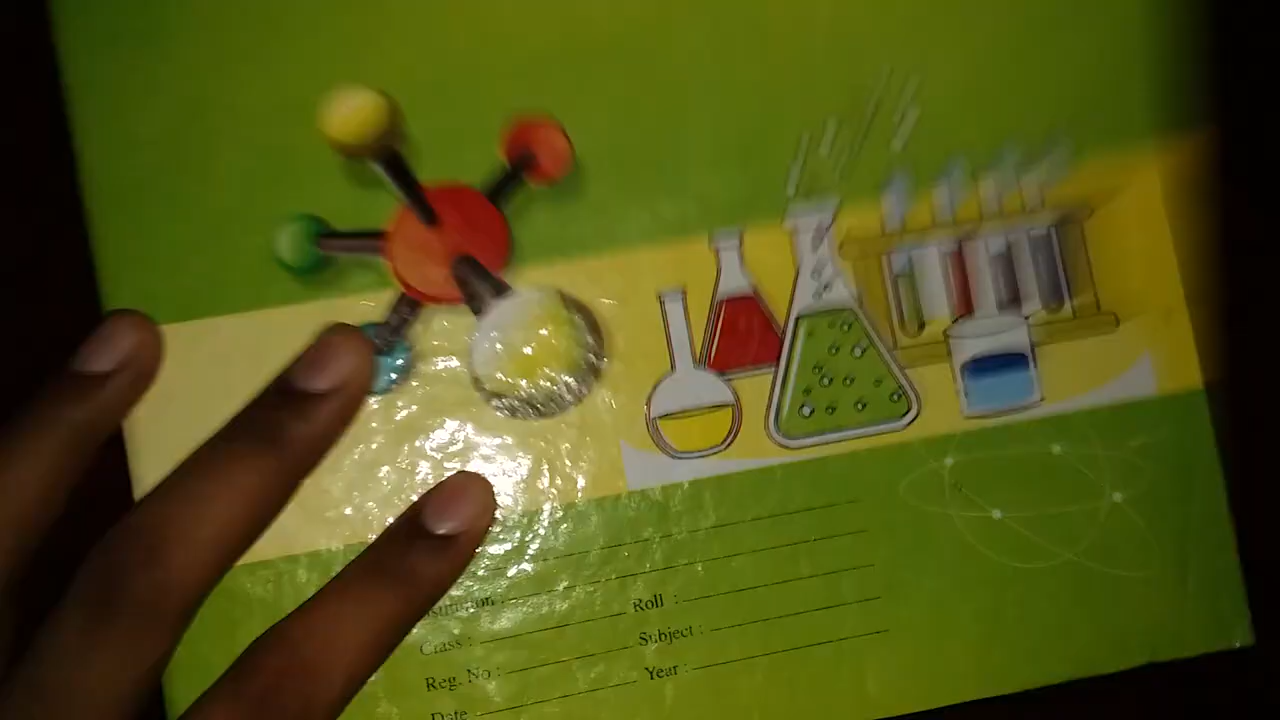 Roll :
Class : Subject :
Reg. No : Year :
Date